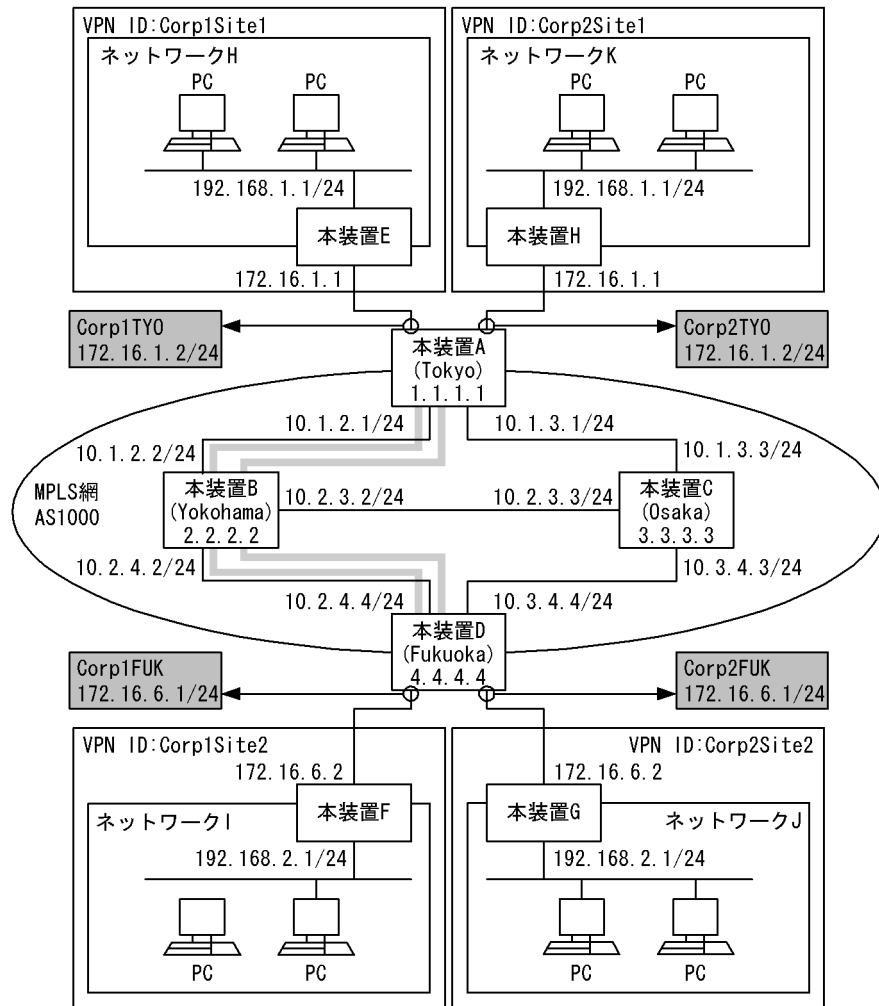 VPN ID:Corp1Site1
ネットワークH
PC
PC
192.168.1.1/24
本装置E
172.16.1.1
VPN ID:Corp2Site1
ネットワークK
PC
PC
192.168.1.1/24
本装置H
172.16.1.1
Corp1TYO
172.16.1.2/24
Corp2TYO
172.16.1.2/24
本装置A
(Tokyo)
1.1.1.1
10.1.2.1/24
10.1.3.1/24
10.1.2.2/24
10.1.3.3/24
MPLS網
AS1000
本装置B
(Yokohama)
2.2.2.2
10.2.3.2/24
10.2.3.3/24
本装置C
(Osaka)
3.3.3.3
10.2.4.2/24
10.3.4.3/24
10.2.4.4/24
10.3.4.4/24
本装置D
(Fukuoka)
4.4.4.4
Corp1FUK
172.16.6.1/24
Corp2FUK
172.16.6.1/24
VPN ID:Corp1Site2
172.16.6.2
ネットワークI
本装置F
192.168.2.1/24
PC
PC
VPN ID:Corp2Site2
172.16.6.2
本装置G
ネットワークJ
192.168.2.1/24
PC
PC